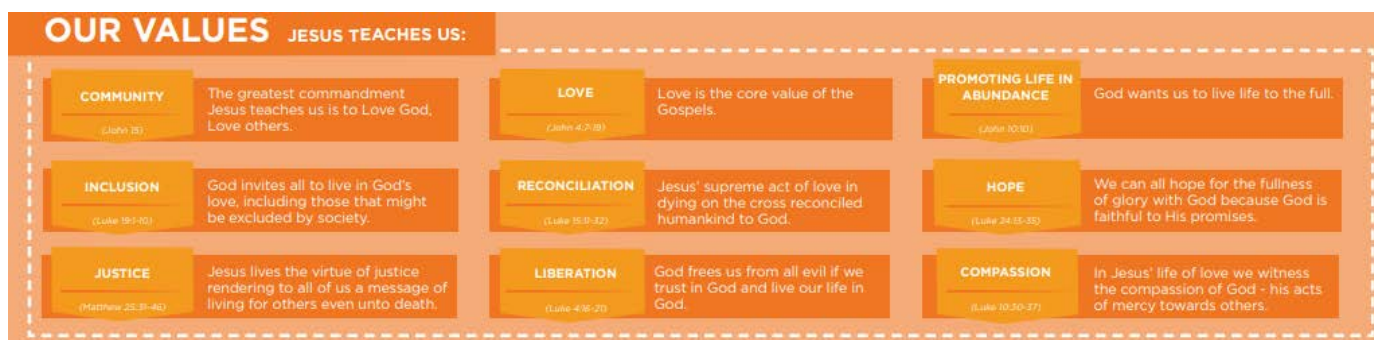 OUR VALUES JESUS TEACHES US:
COMMUNITY
(John 15)
The greatest commandment
Jesus teaches us is to Love God,
Love others.
LOVE
(John 4:7-19)
Love is the core value of the
Gospels.
PROMOTING LIFE IN
ABUNDANCE
(John 10:10)
God wants us to live life to the full.
INCLUSION
(Luke 19:1-10)
God invites all to live in God's
love, including those that might
be excluded by society.
RECONCILIATION
(Luke 15:11-32)
Jesus' supreme act of love in
dying on the cross reconciled
humankind to God.
HOPE
(Luke 24:13-35)
We can all hope for the fullness
of glory with God because God is
faithful to His promises.
JUSTICE
(Matthew 25:31-46)
Jesus lives the virtue of justice
rendering to all of us a message of
living for others even unto death.
LIBERATION
(Luke 4:16-21)
God frees us from all evil if we
trust in God and live our life in
God.
COMPASSION
(Luke 10:30-37)
In Jesus' life of love we witness
the compassion of God - his acts
of mercy towards others.